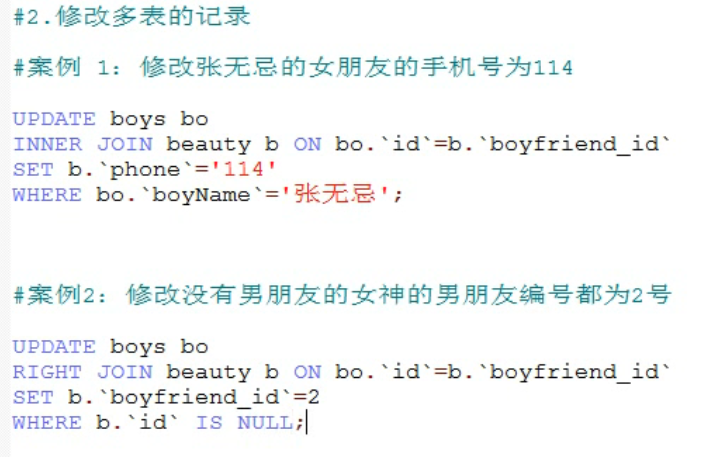 #2.修改多表的记录
#案例 1：修改张无忌的女朋友的手机号为114
UPDATE boys bo
INNER JOIN beauty b ON bo.`id`=b.`boyfriend_id`
SET b.`phone`='114'
WHERE bo.`boyName`='张无忌';
#案例2：修改没有男朋友的女神的男朋友编号都为2号
UPDATE boys bo
RIGHT JOIN beauty b ON bo.`id`=b.`boyfriend_id`
SET b.`boyfriend_id`=2
WHERE b.`id` IS NULL;